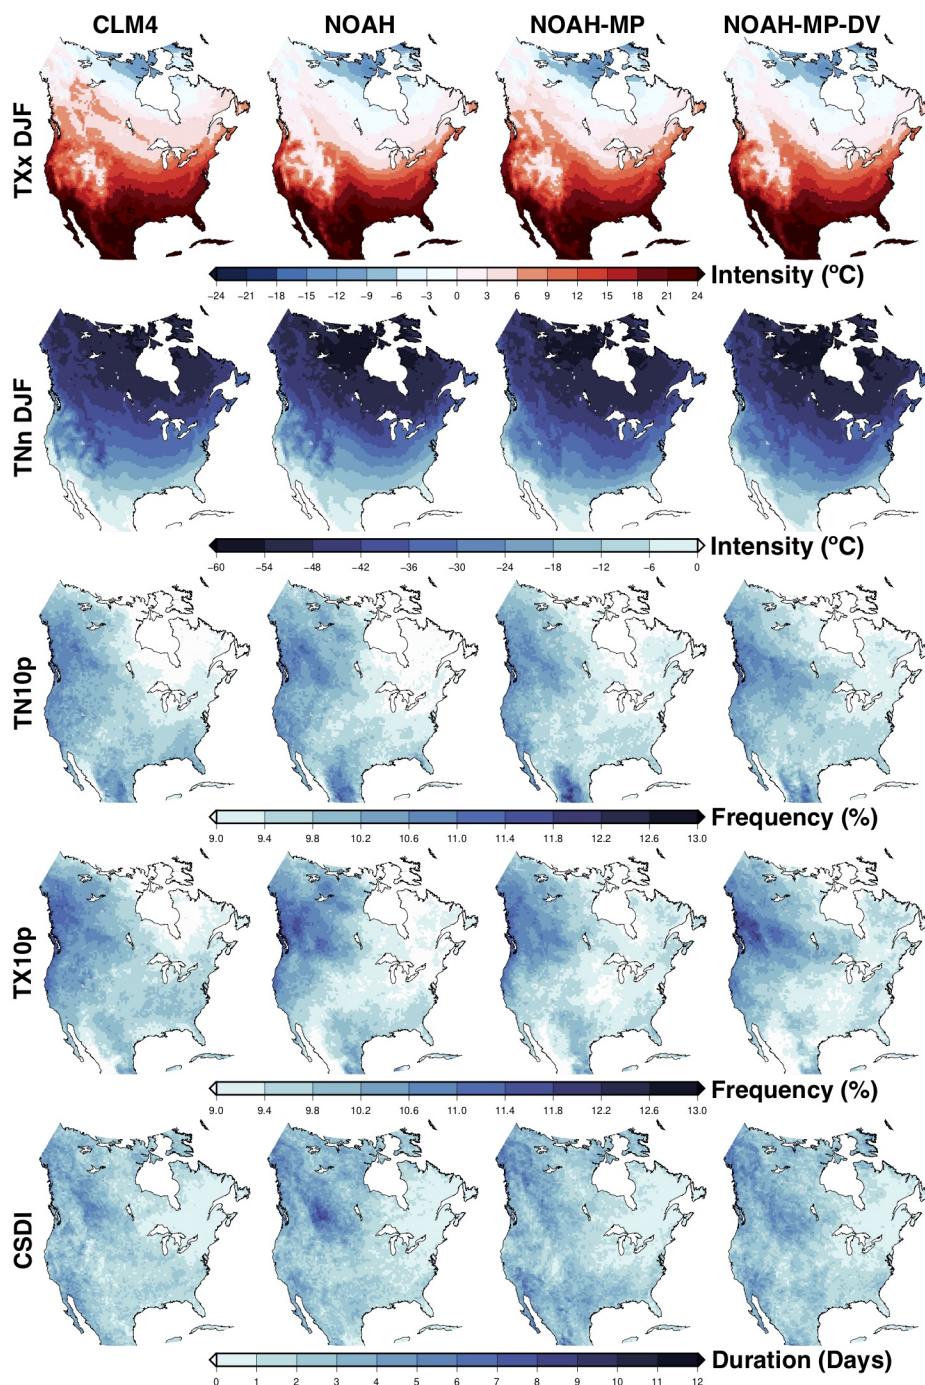 CLM4 NOAH NOAH-MP NOAH-MP-DV
TXx DJF
Intensity (ºC)
−24 −21 −18 −15 −12 −9 −6 −3 0 3 6 9 12 15 18 21 24
TNn DJF
Intensity (ºC)
−60 −54 −48 −42 −36 −30 −24 −18 −12 −6 0
TN10p
Frequency (%)
9.0 9.4 9.8 10.2 10.6 11.0 11.4 11.8 12.2 12.6 13.0
TX10p
Frequency (%)
9.0 9.4 9.8 10.2 10.6 11.0 11.4 11.8 12.2 12.6 13.0
CSDI
Duration (Days)
0 1 2 3 4 5 6 7 8 9 10 11 12